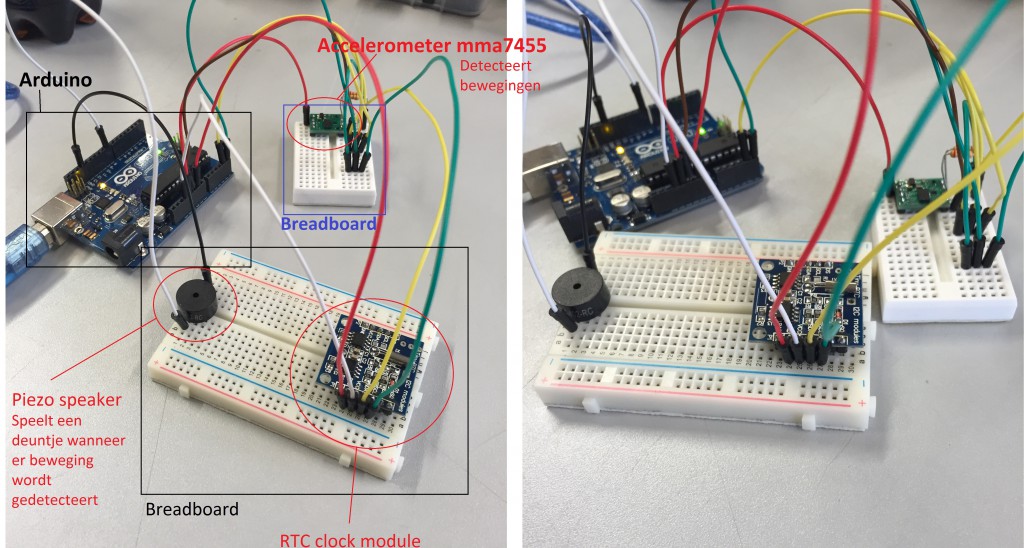 Accelerometer mma7455
Detecteert
bewegingen
Arduino
Breadboard
Piezo speaker
Speelt een
deuntje wanneer
er beweging
wordt
gedetecteert
Breadboard
RTC clock module